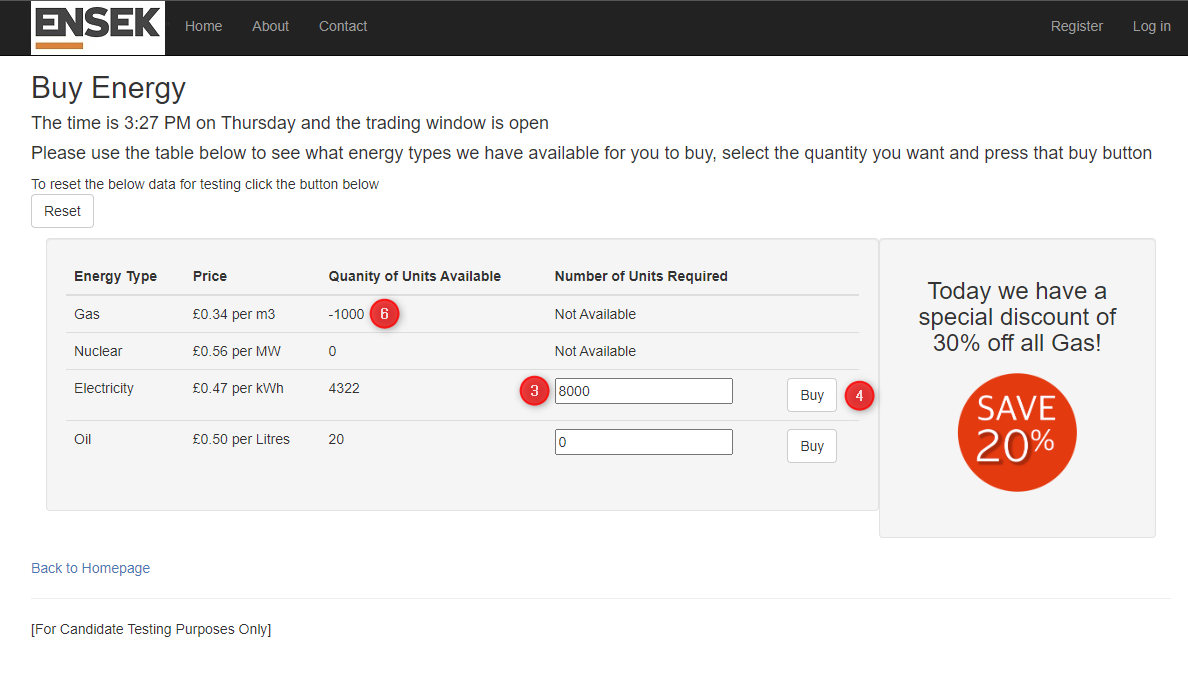 ENSEK Home About Contact Register Log in
Buy Energy
The time is 3:27 PM on Thursday and the trading window is open
Please use the table below to see what energy types we have available for you to buy, select the quantity you want and press that buy button
To reset the below data for testing click the button below
Reset
Energy Type Price Quanity of Units Available Number of Units Required
Gas £0.34 per m3 -1000 6 Not Available
Nuclear £0.56 per MW 0 Not Available
Electricity £0.47 per kWh 4322 3 8000 Buy 4
Oil £0.50 per Litres 20 0 Buy
Today we have a
special discount of
30% off all Gas!
SAVE
20%
Back to Homepage
[For Candidate Testing Purposes Only]